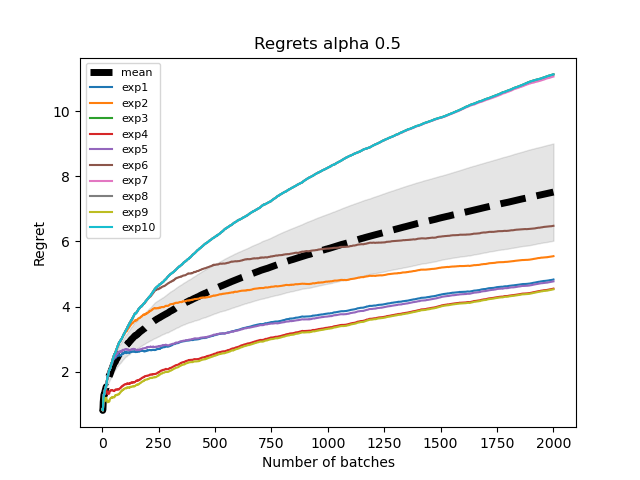 Regrets alpha 0.5
mean
exp1
exp2
exp3
exp4
exp5
exp6
exp7
exp8
exp9
exp10
10
8
6
4
2
Regret
0 250 500 750 1000 1250 1500 1750 2000
Number of batches